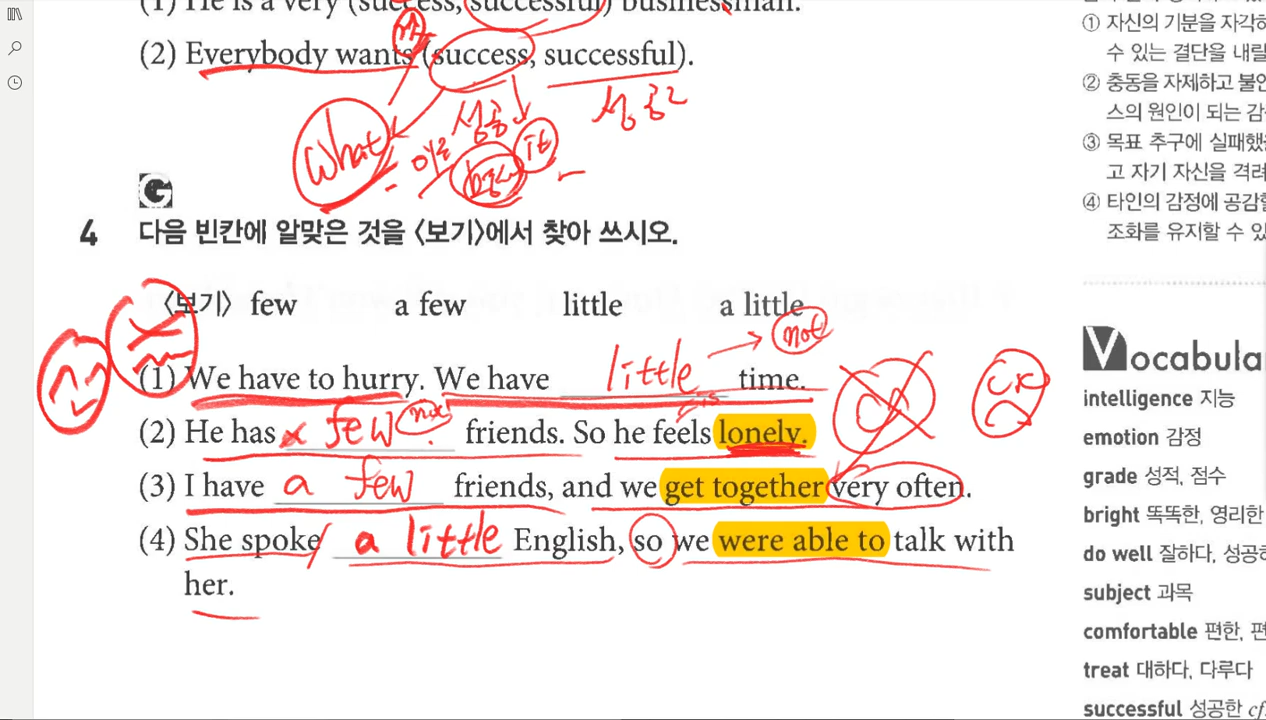 (1) He is a very (success, successful) businessman.
(2) Everybody wants (success, successful).
What
성공
it
이유
성공2
G
4 다음 빈칸에 알맞은 것을 〈보기〉에서 찾아 쓰시오.
〈보기〉 few a few little a little
not
(1) We have to hurry. We have little time.
(2) He has few friends. So he feels lonely.
not
(3) I have a few friends, and we get together very often.
(4) She spoke a little English, so we were able to talk with
her.
① 자신의 기분을 자각하
수 있는 결단을 내릴
② 충동을 자제하고 불안
스의 원인이 되는 감
③ 목표 추구에 실패했
고 자기 자신을 격려
④ 타인의 감정에 공감할
조화를 유지할 수 있
Vocabula
intelligence 지능
emotion 감정
grade 성적, 점수
bright 똑똑한, 영리한
do well 잘하다, 성공하
subject 과목
comfortable 편한, 편
treat 대하다, 다루다
successful 성공한 cf.